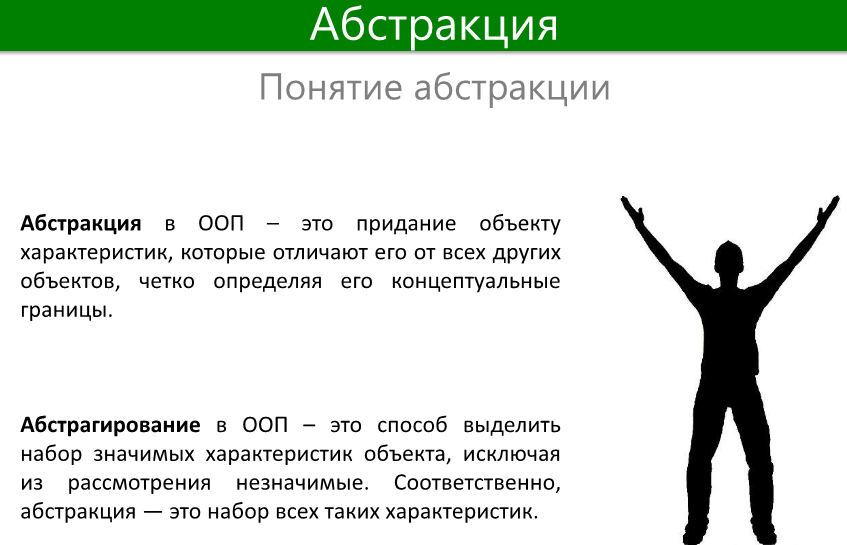 Абстракция
Понятие абстракции
Абстракция в ООП – это придание объекту
характеристик, которые отличают его от всех других
объектов, четко определяя его концептуальные
границы.
Абстрагирование в ООП – это способ выделить
набор значимых характеристик объекта, исключая
из рассмотрения незначимые. Соответственно,
абстракция — это набор всех таких характеристик.